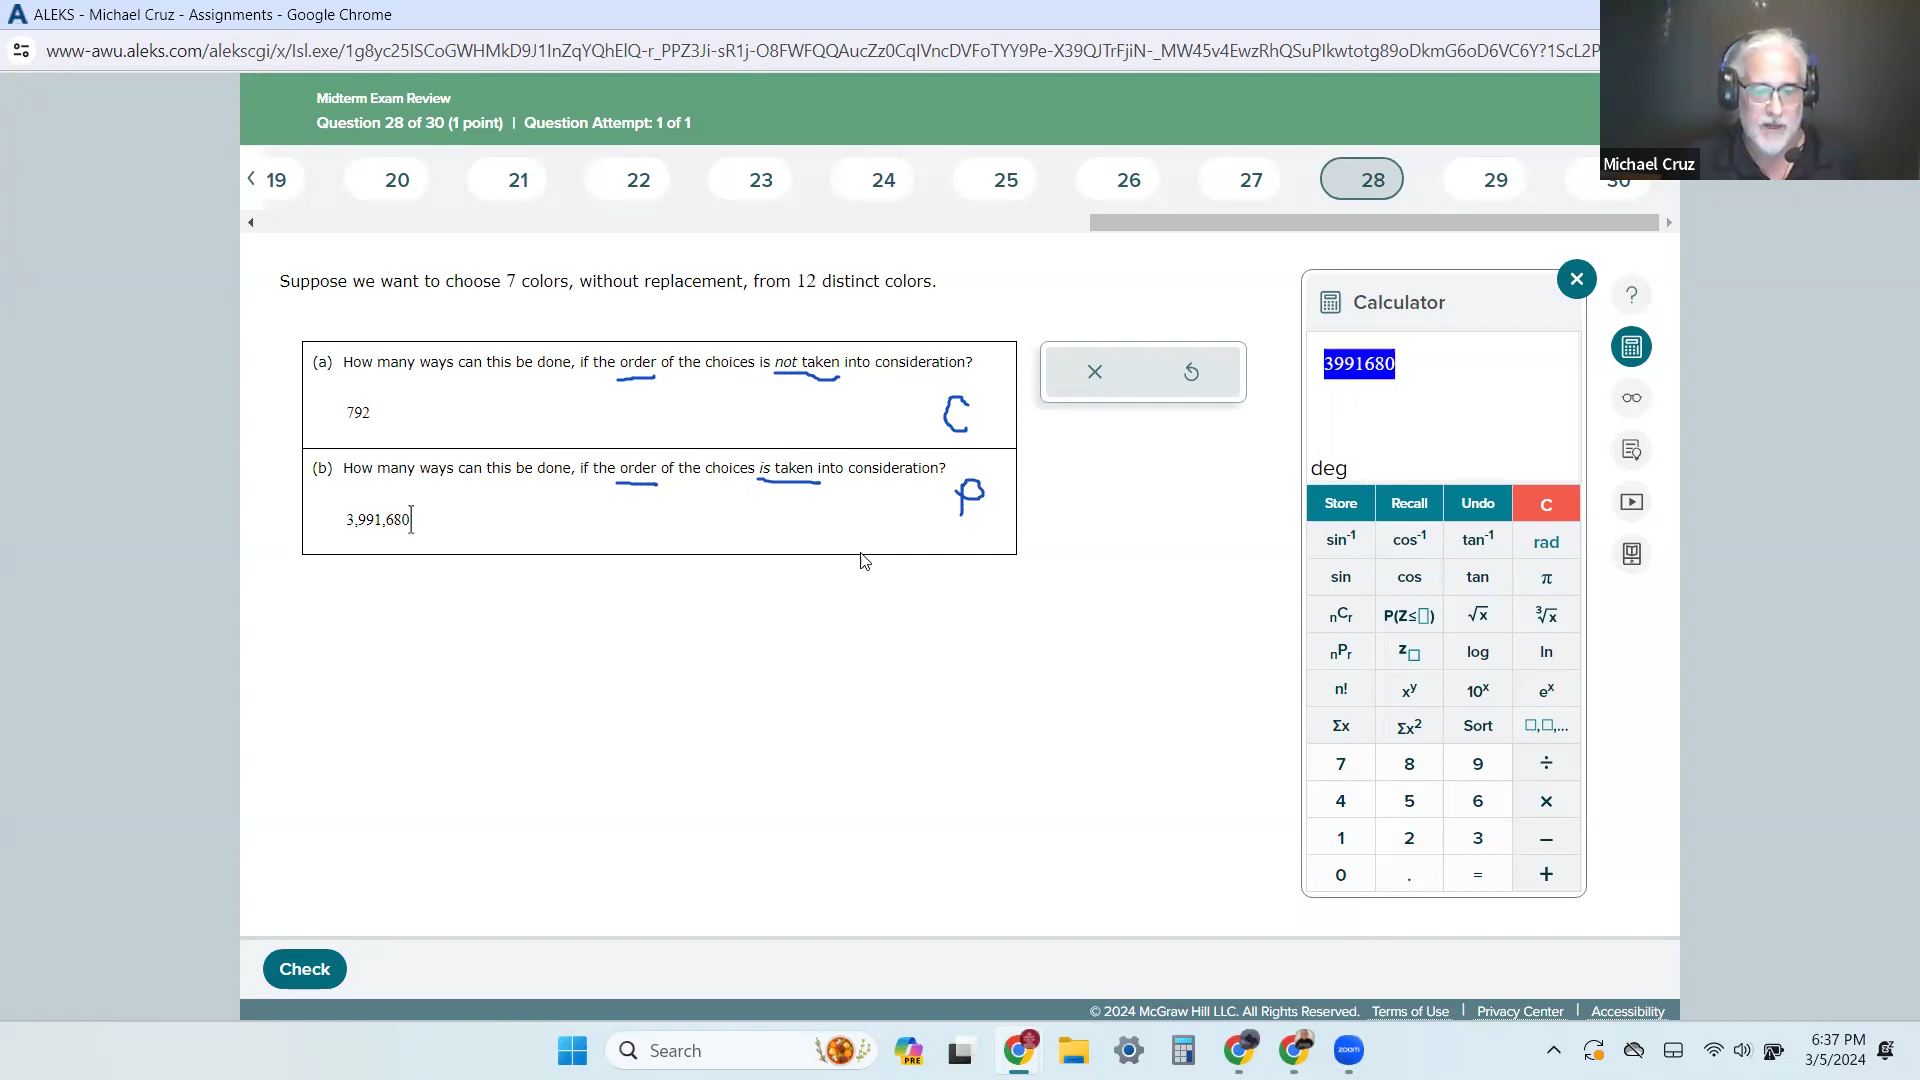 ALEKS - Michael Cruz - Assignments - Google Chrome
www-awu.aleks.com/alekscgi/x/Isl.exe/1g8yc25ISCoGWHMkD9J1InZqYQhElQ-r_PPZ3Ji-sR1j-O8FWFQQAucZz0CqIVncDVFoTYY9Pe-X39QJTrFjiN-_MW45v4EwzRhQSuPIkwtotg89oDkmG6oD6VC6Y?1ScL2P
Midterm Exam Review
Question 28 of 30 (1 point) | Question Attempt: 1 of 1
19 20 21 22 23 24 25 26 27 28 29 30
Michael Cruz
Suppose we want to choose 7 colors, without replacement, from 12 distinct colors.
(a) How many ways can this be done, if the order of the choices is not taken into consideration?
792
C
(b) How many ways can this be done, if the order of the choices is taken into consideration?
P
3,991,680
Calculator
3991680
deg
Store Recall Undo C
sin-1 cos-1 tan-1 rad
sin cos tan π
nCr P(Z≤□) √x ³√x
nPr z□ log ln
n! xy 10x ex
Σx Σx2 Sort □,□,...
7 8 9 ÷
4 5 6 ×
1 2 3 −
0 . = +
Check
© 2024 McGraw Hill LLC. All Rights Reserved. Terms of Use | Privacy Center | Accessibility
Search
PRE
zoom
6:37 PM
3/5/2024